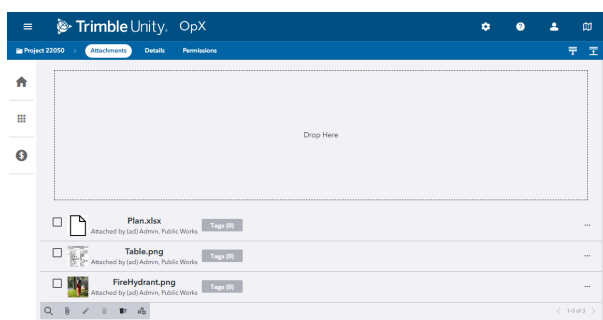 Trimble Unity® OpX
Project 22050 > Attachments Details Permissions
Drop Here
Plan.xlsx
Attached by (ad) Admin, Public Works
Tags (0)
...
Table.png
Attached by (ad) Admin, Public Works
Tags (0)
...
FireHydrant.png
Attached by (ad) Admin, Public Works
Tags (0)
...
< 1-3 of 3 >